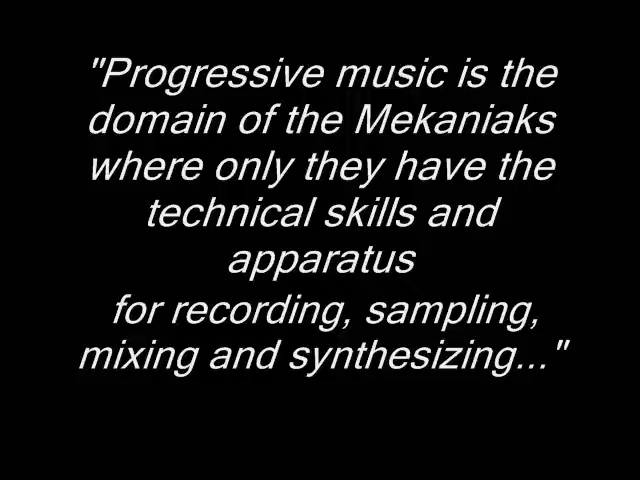 "Progressive music is the
domain of the Mekaniaks
where only they have the
technical skills and
apparatus
for recording, sampling,
mixing and synthesizing..."